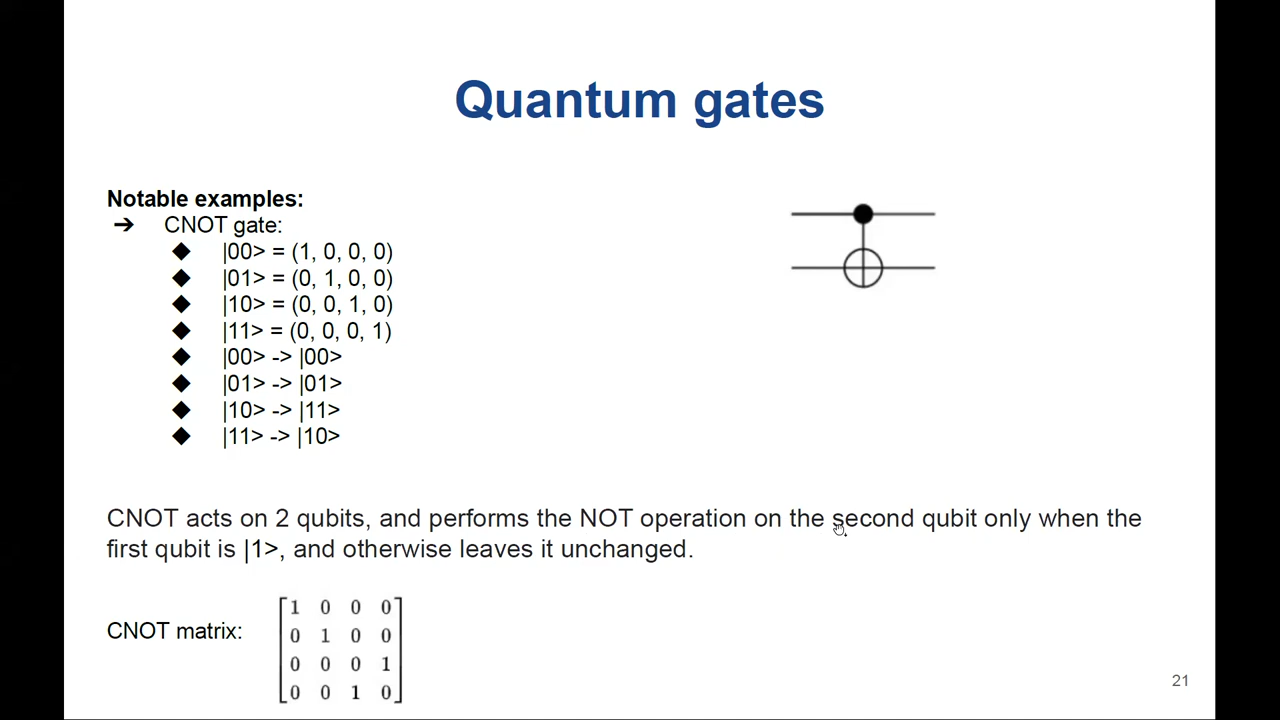 Quantum gates
Notable examples:
➔ CNOT gate:
◆ |00> = (1, 0, 0, 0)
◆ |01> = (0, 1, 0, 0)
◆ |10> = (0, 0, 1, 0)
◆ |11> = (0, 0, 0, 1)
◆ |00> -> |00>
◆ |01> -> |01>
◆ |10> -> |11>
◆ |11> -> |10>
CNOT acts on 2 qubits, and performs the NOT operation on the second qubit only when the
first qubit is |1>, and otherwise leaves it unchanged.
CNOT matrix:
1 0 0 0
0 1 0 0
0 0 0 1
0 0 1 0
21